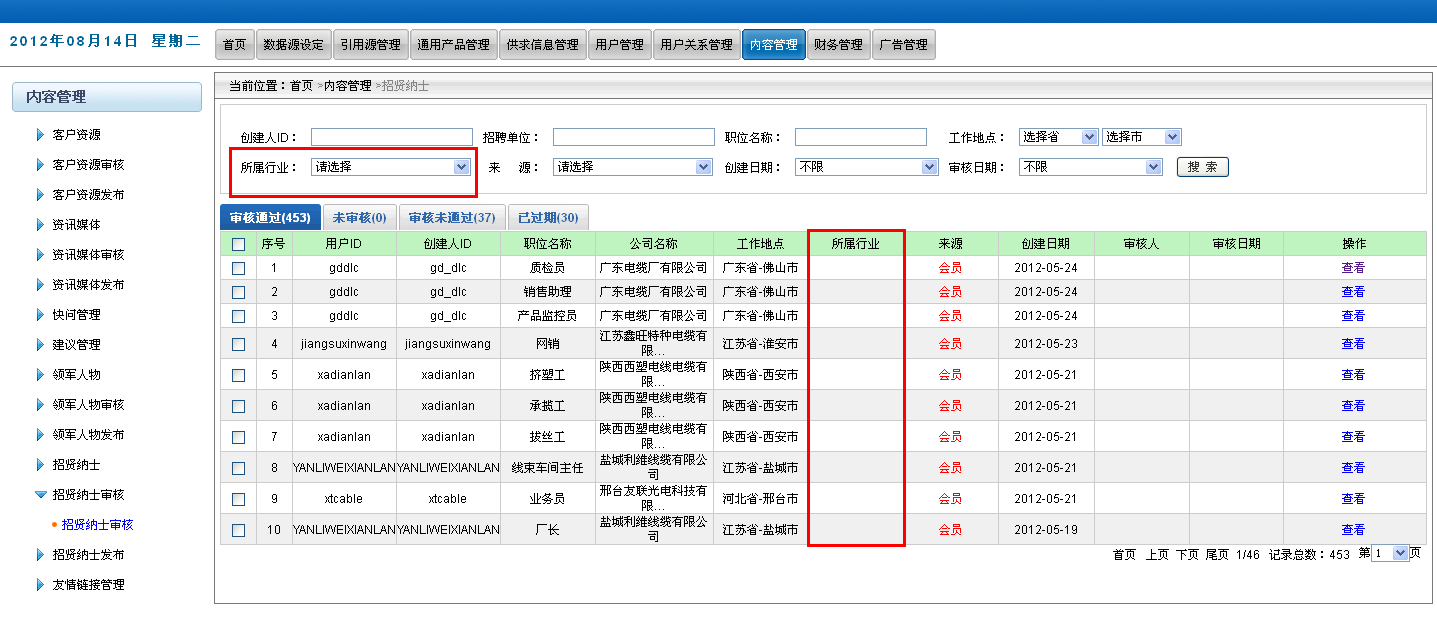 2012年08月14日 星期二
首页 数据源设定 引用源管理 通用产品管理 供求信息管理 用户管理 用户关系管理 内容管理 财务管理 广告管理
内容管理
客户资源
客户资源审核
客户资源发布
资讯媒体
资讯媒体审核
资讯媒体发布
快问管理
建议管理
领军人物
领军人物审核
领军人物发布
招贤纳士
招贤纳士审核
招贤纳士审核
招贤纳士发布
友情链接管理
当前位置：首页 >内容管理 >招贤纳士
创建人ID： 招聘单位： 职位名称： 工作地点： 选择省 选择市
所属行业： 请选择 来 源： 请选择 创建日期： 不限 审核日期： 不限 搜 索
审核通过(453) 未审核(0) 审核未通过(37) 已过期(30)
序号 用户ID 创建人ID 职位名称 公司名称 工作地点 所属行业 来源 创建日期 审核人 审核日期 操作
1 gddlc gd_dlc 质检员 广东电缆厂有限公司 广东省-佛山市 会员 2012-05-24 查看
2 gddlc gd_dlc 销售助理 广东电缆厂有限公司 广东省-佛山市 会员 2012-05-24 查看
3 gddlc gd_dlc 产品监控员 广东电缆厂有限公司 广东省-佛山市 会员 2012-05-24 查看
4 jiangsuxinwang jiangsuxinwang 网销 江苏鑫旺特种电缆有限... 江苏省-淮安市 会员 2012-05-23 查看
5 xadianlan xadianlan 挤塑工 陕西西塑电线电缆有限... 陕西省-西安市 会员 2012-05-21 查看
6 xadianlan xadianlan 承揽工 陕西西塑电线电缆有限... 陕西省-西安市 会员 2012-05-21 查看
7 xadianlan xadianlan 拔丝工 陕西西塑电线电缆有限... 陕西省-西安市 会员 2012-05-21 查看
8 YANLIWEIXIANLAN YANLIWEIXIANLAN 线束车间主任 盐城利维线缆有限公司 江苏省-盐城市 会员 2012-05-21 查看
9 xtcable xtcable 业务员 邢台友联光电科技有限... 河北省-邢台市 会员 2012-05-21 查看
10 YANLIWEIXIANLAN YANLIWEIXIANLAN 厂长 盐城利维线缆有限公司 江苏省-盐城市 会员 2012-05-19 查看
首页 上页 下页 尾页 1/46 记录总数：453 第 1 页